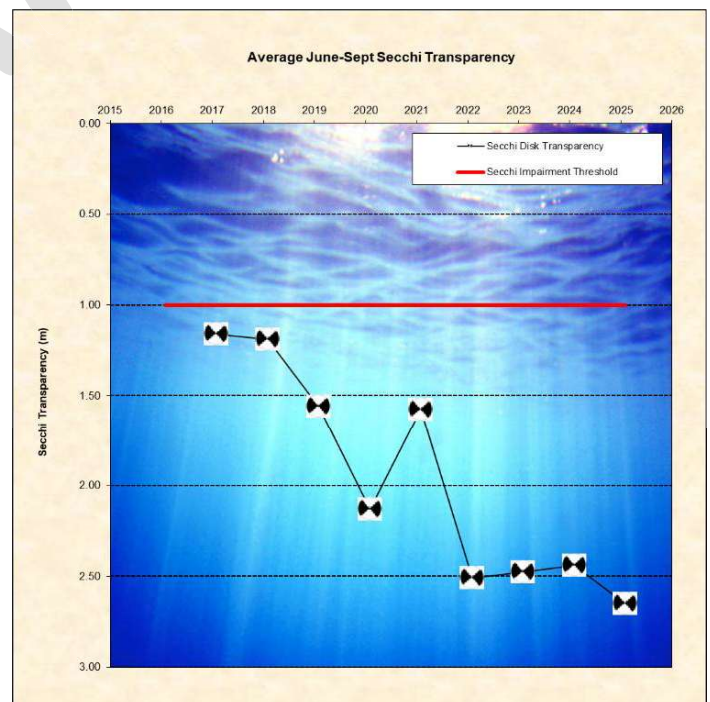 Average June-Sept Secchi Transparency
2015 2016 2017 2018 2019 2020 2021 2022 2023 2024 2025 2026
0.00
Secchi Disk Transparency
Secchi Impairment Threshold
0.50
1.00
1.50
2.00
2.50
3.00
Secchi Transparency (m)